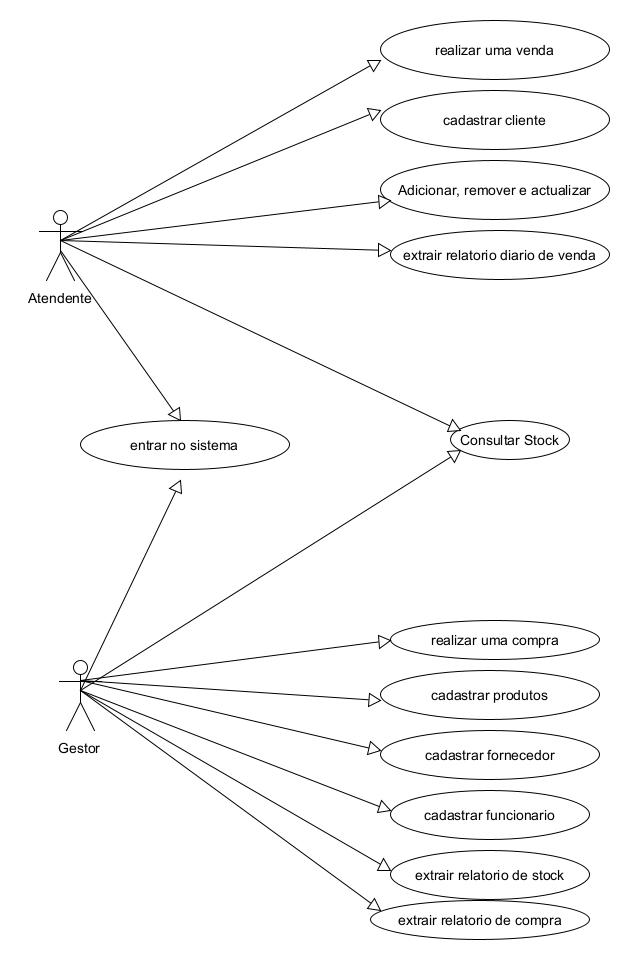 realizar uma venda
cadastrar cliente
Adicionar, remover e actualizar
extrair relatorio diario de venda
Atendente
entrar no sistema
Consultar Stock
realizar uma compra
cadastrar produtos
Gestor
cadastrar fornecedor
cadastrar funcionario
extrair relatorio de stock
extrair relatorio de compra